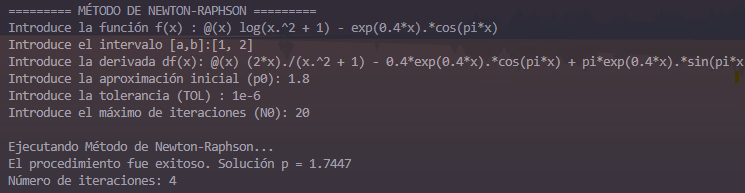 ========= MÉTODO DE NEWTON-RAPHSON =========
Introduce la función f(x) : @(x) log(x.^2 + 1) - exp(0.4*x).*cos(pi*x)
Introduce el intervalo [a,b]:[1, 2]
Introduce la derivada df(x): @(x) (2*x)./(x.^2 + 1) - 0.4*exp(0.4*x).*cos(pi*x) + pi*exp(0.4*x).*sin(pi*x
Introduce la aproximación inicial (p0): 1.8
Introduce la tolerancia (TOL) : 1e-6
Introduce el máximo de iteraciones (N0): 20
Ejecutando Método de Newton-Raphson...
El procedimiento fue exitoso. Solución p = 1.7447
Número de iteraciones: 4